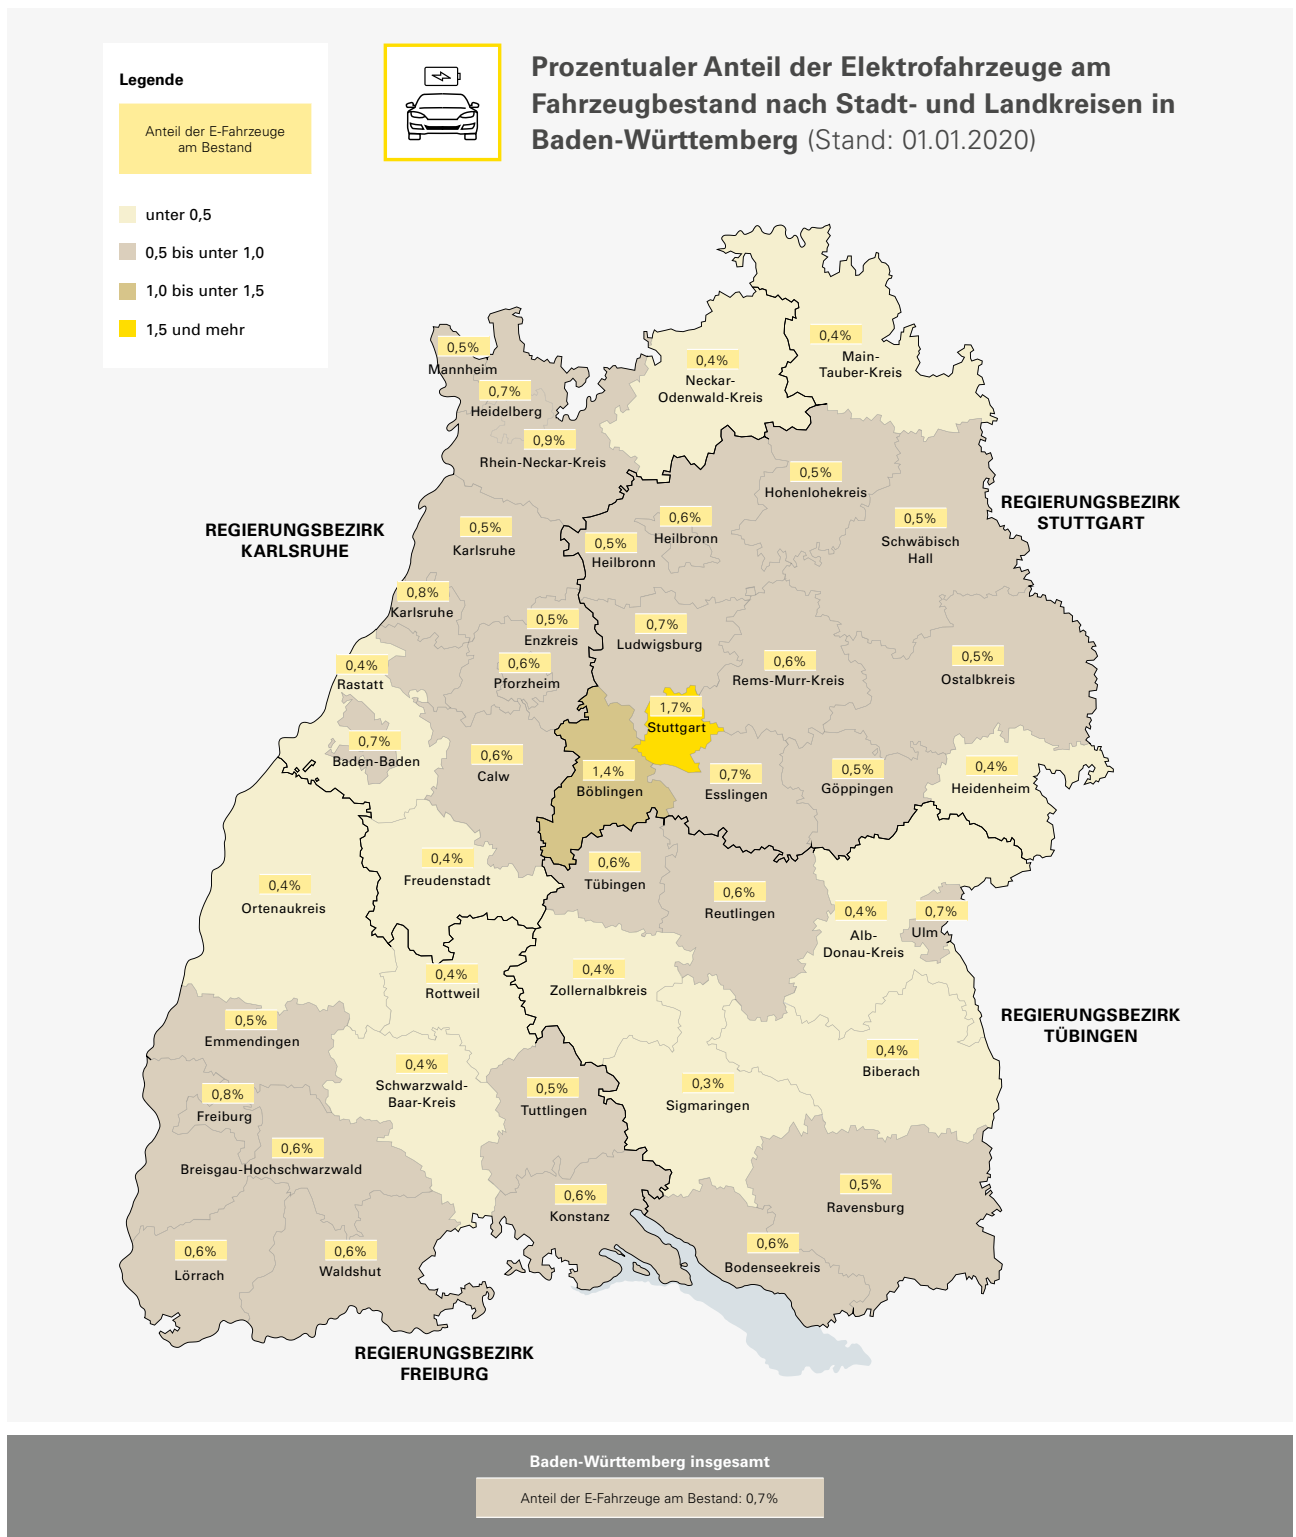 Legende
Anteil der E-Fahrzeuge
am Bestand
unter 0,5
0,5 bis unter 1,0
1,0 bis unter 1,5
1,5 und mehr
Prozentualer Anteil der Elektrofahrzeuge am
Fahrzeugbestand nach Stadt- und Landkreisen in
Baden-Württemberg (Stand: 01.01.2020)
0,4%
Main-
Tauber-Kreis
0,5%
Mannheim
0,4%
Neckar-
Odenwald-Kreis
0,7%
Heidelberg
0,9%
Rhein-Neckar-Kreis
0,5%
Hohenlohekreis
REGIERUNGSBEZIRK
STUTTGART
REGIERUNGSBEZIRK
KARLSRUHE
0,5%
Karlsruhe
0,6%
Heilbronn
0,5%
Heilbronn
0,5%
Schwäbisch
Hall
0,8%
Karlsruhe
0,5%
Enzkreis
0,7%
Ludwigsburg
0,4%
Rastatt
0,6%
Pforzheim
0,6%
Rems-Murr-Kreis
0,5%
Ostalbkreis
1,7%
Stuttgart
0,7%
Baden-Baden
0,6%
Calw
1,4%
Böblingen
0,7%
Esslingen
0,5%
Göppingen
0,4%
Heidenheim
0,4%
Freudenstadt
0,6%
Tübingen
0,4%
Ortenaukreis
0,6%
Reutlingen
0,4%
Alb-
Donau-Kreis
0,7%
Ulm
0,4%
Rottweil
0,4%
Zollernalbkreis
0,5%
Emmendingen
REGIERUNGSBEZIRK
TÜBINGEN
0,4%
Schwarzwald-
Baar-Kreis
0,4%
Biberach
0,8%
Freiburg
0,5%
Tuttlingen
0,3%
Sigmaringen
0,6%
Breisgau-Hochschwarzwald
0,6%
Konstanz
0,5%
Ravensburg
0,6%
Lörrach
0,6%
Waldshut
0,6%
Bodenseekreis
REGIERUNGSBEZIRK
FREIBURG
Baden-Württemberg insgesamt
Anteil der E-Fahrzeuge am Bestand: 0,7%